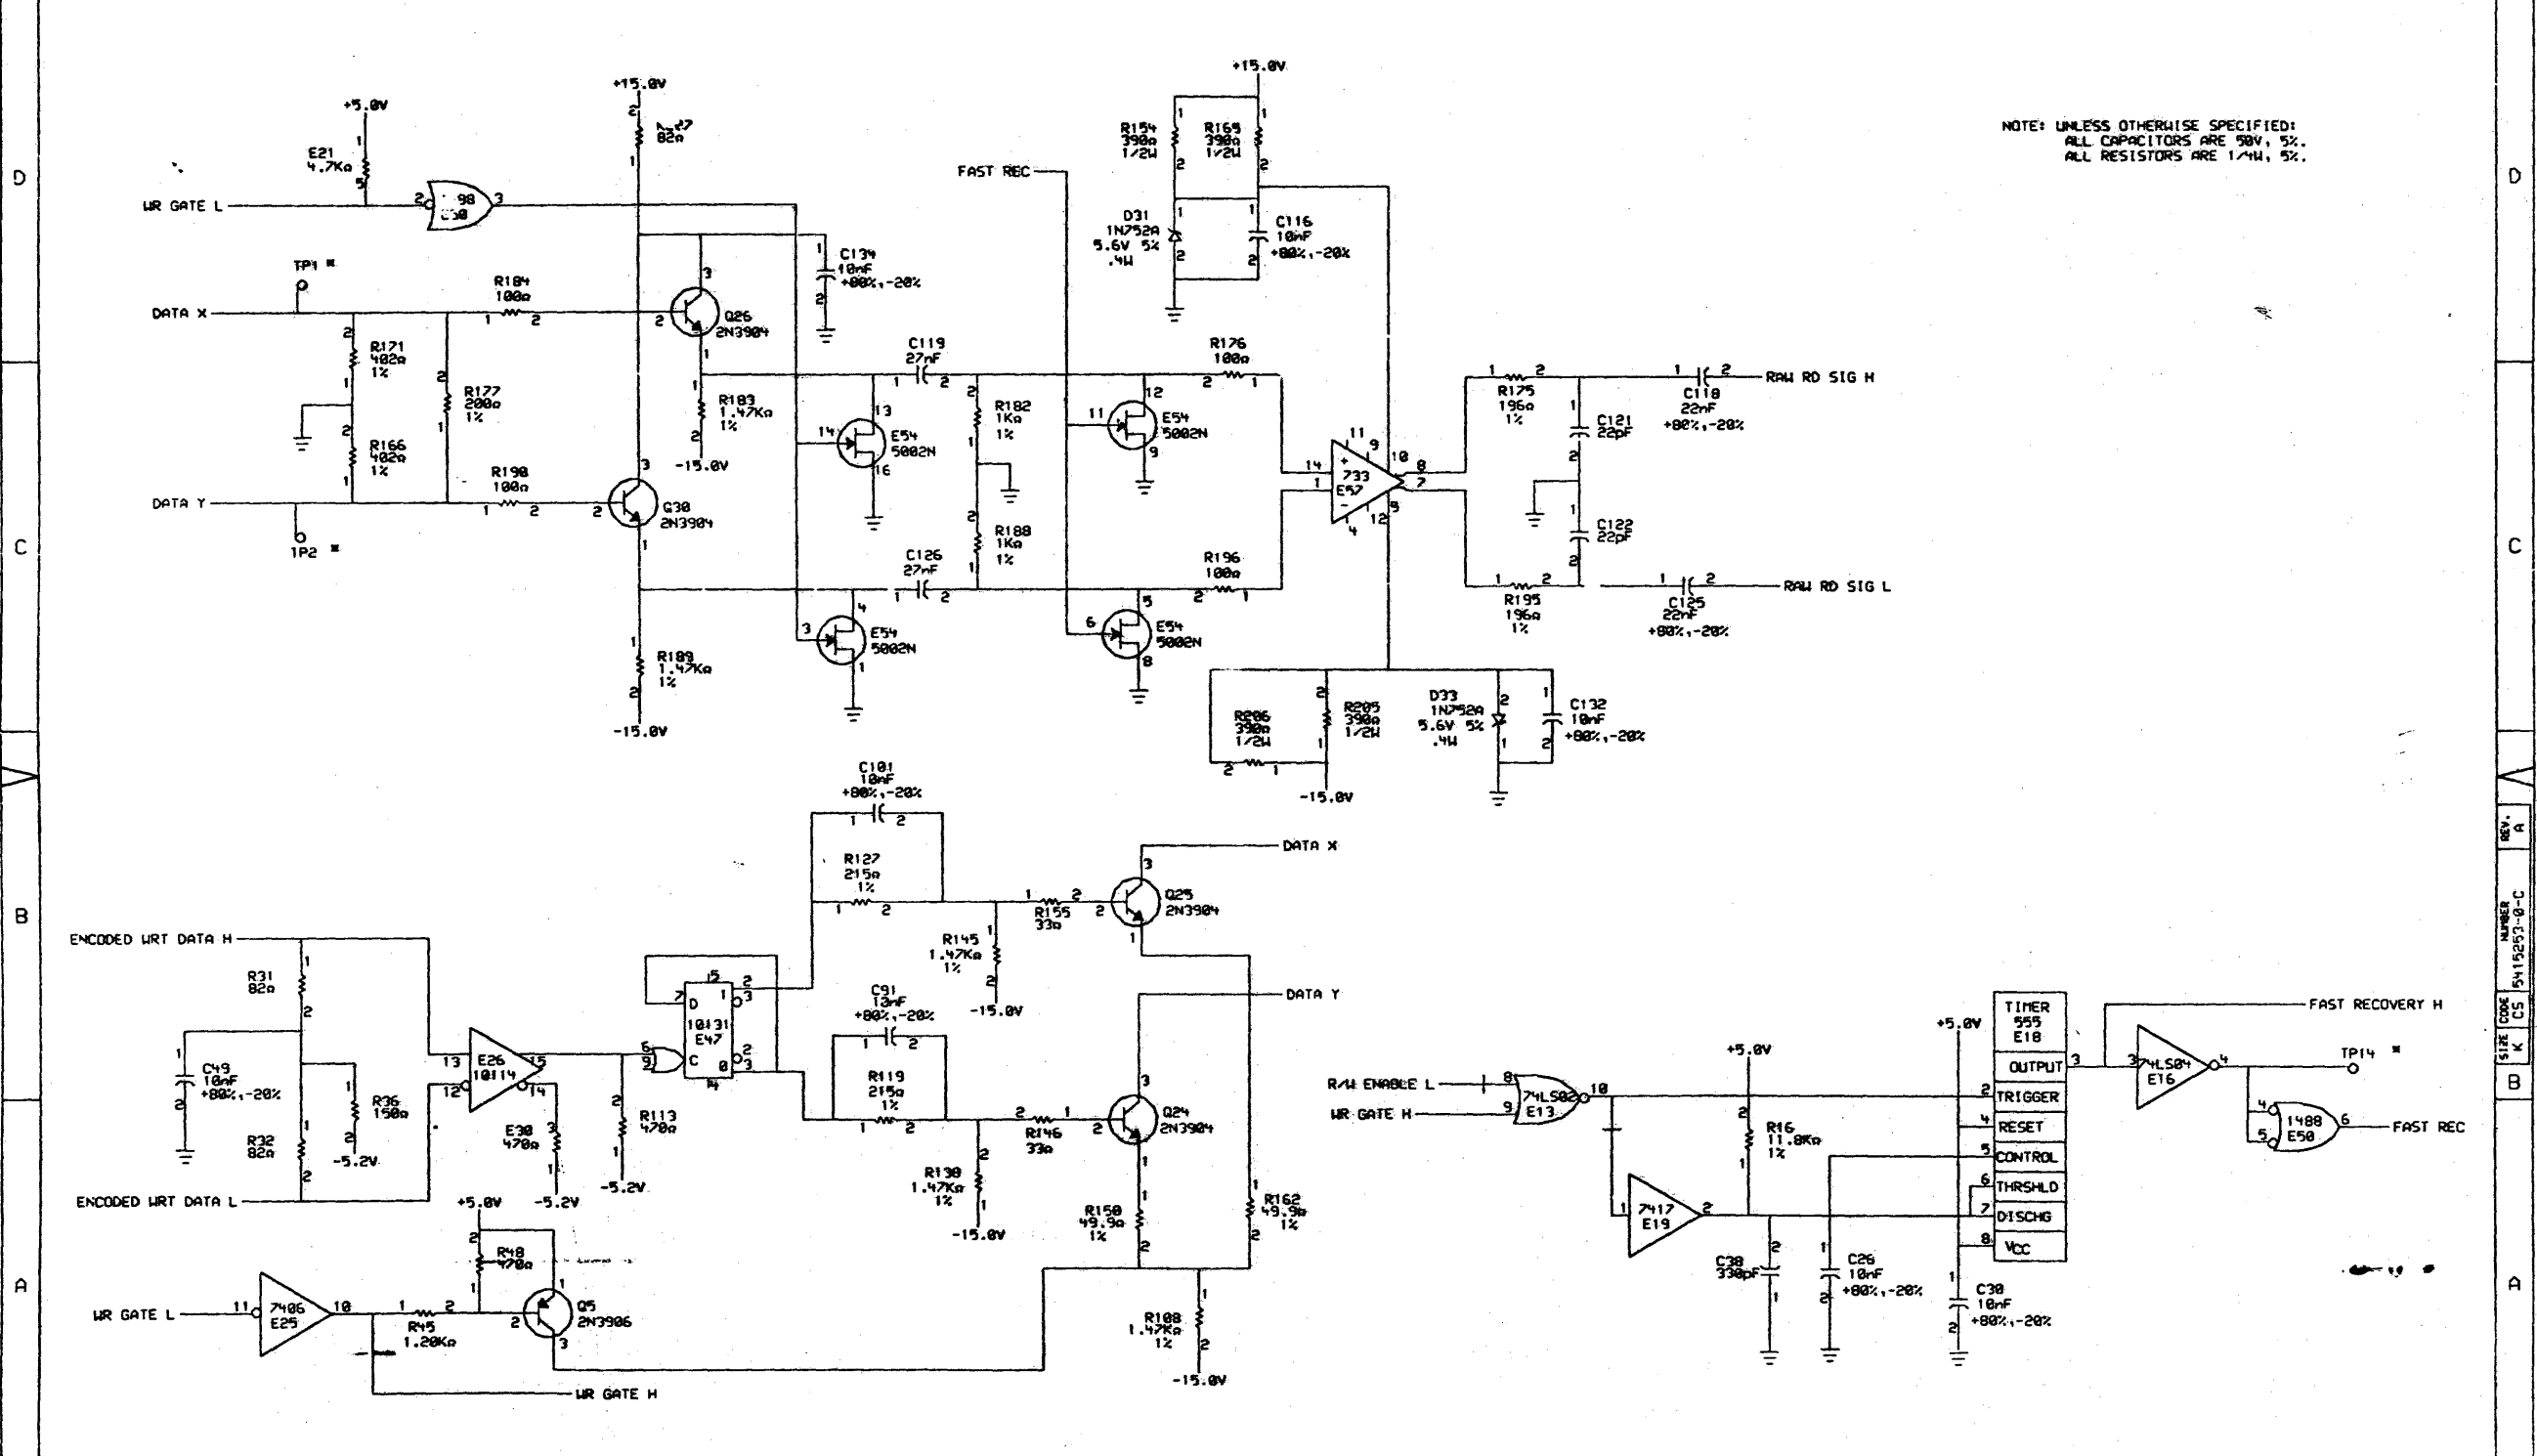 +15.0V
+15.0V
+5.0V
82Ω
E21
4.7KΩ
R154
390Ω
1/2W
R165
390Ω
1/2W
NOTE: UNLESS OTHERWISE SPECIFIED:
ALL CAPACITORS ARE 50V, 5%.
ALL RESISTORS ARE 1/4W, 5%.
D
D
FAST REC
WR GATE L
D31
1N752A
5.6V 5%
.4W
C116
10nF
+80%,-20%
C134
10nF
+80%,-20%
TP1 *
R184
100Ω
DATA X
Q26
2N3904
R171
402Ω
1%
R177
200Ω
1%
R166
402Ω
1%
R183
1.47KΩ
1%
-15.0V
C119
27nF
R176
100Ω
R182
1KΩ
1%
E54
5002N
E54
5002N
R175
196Ω
1%
C118
22nF
+80%,-20%
RAW RD SIG H
C121
22pF
733
E57
R198
100Ω
DATA Y
Q30
2N3904
TP2 *
C
C
R188
1KΩ
1%
C126
27nF
R196
100Ω
C122
22pF
R195
196Ω
1%
C125
22nF
+80%,-20%
RAW RD SIG L
E54
5002N
E54
5002N
R189
1.47KΩ
1%
-15.0V
R206
390Ω
1/2W
R205
390Ω
1/2W
D33
1N752A
5.6V 5%
.4W
C132
10nF
+80%,-20%
-15.0V
C101
10nF
+80%,-20%
R127
215Ω
1%
DATA X
R155
33Ω
Q25
2N3904
B
ENCODED WRT DATA H
R31
82Ω
R145
1.47KΩ
1%
-15.0V
D
10131
E47
C
C91
+80%,-20%
DATA Y
C49
10nF
+80%,-20%
R36
150Ω
-5.2V
R32
82Ω
E26
10114
E30
470Ω
-5.2V
R113
470Ω
-5.2V
R119
215Ω
1%
R146
33Ω
Q24
2N3904
ENCODED WRT DATA L
R138
1.47KΩ
1%
-15.0V
R150
49.9Ω
1%
R162
49.9Ω
1%
+5.0V
R48
470Ω
A
WR GATE L
7406
E25
R45
1.20KΩ
Q5
2N3906
WR GATE H
R108
1.47KΩ
1%
-15.0V
R/W ENABLE L
WR GATE H
74LS02
E13
+5.0V
R16
11.8KΩ
1%
7417
E19
C38
330pF
C26
10nF
+80%,-20%
C30
10nF
+80%,-20%
+5.0V
TIMER
555
E18
OUTPUT
TRIGGER
RESET
CONTROL
THRSHLD
DISCHG
VCC
FAST RECOVERY H
74LS04
E16
TP14 *
1488
E50
FAST REC
B
A
REV.
A
NUMBER
5415253-0-C
CODE
CS
SIZE
K